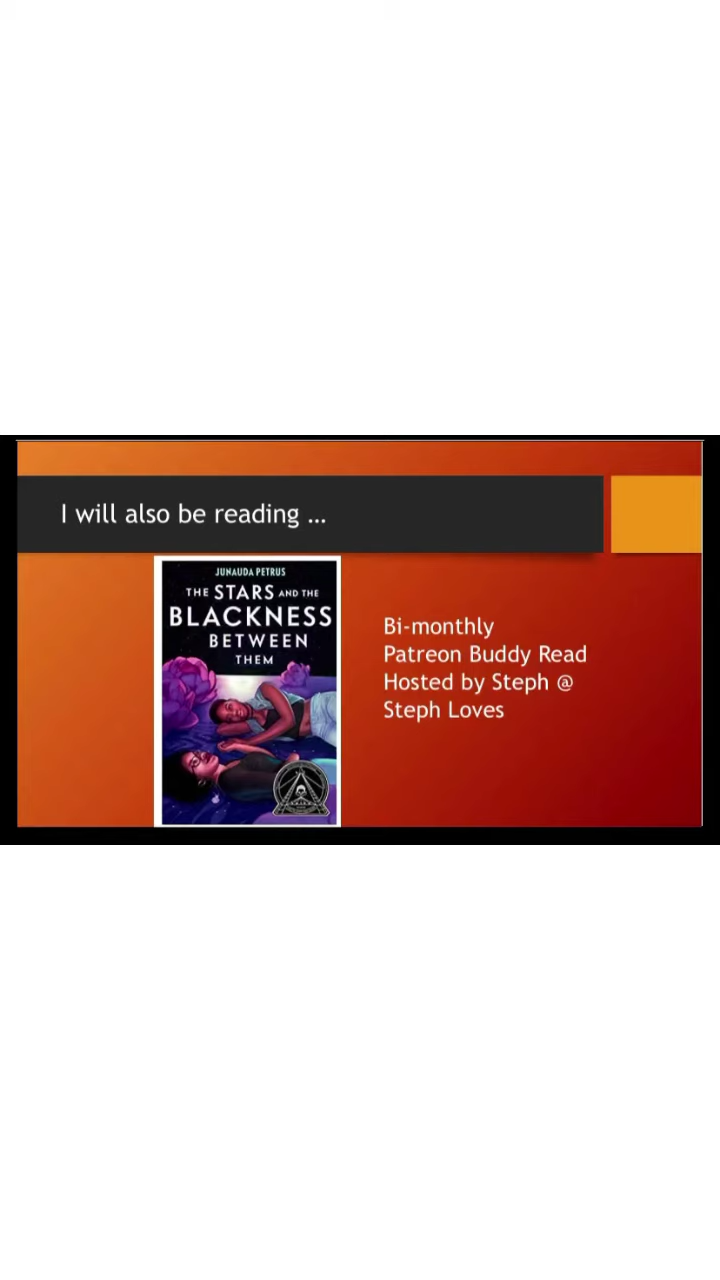 I will also be reading ...
JUNAUDA PETRUS
THE STARS AND THE
BLACKNESS
BETWEEN
THEM
Bi-monthly
Patreon Buddy Read
Hosted by Steph @
Steph Loves